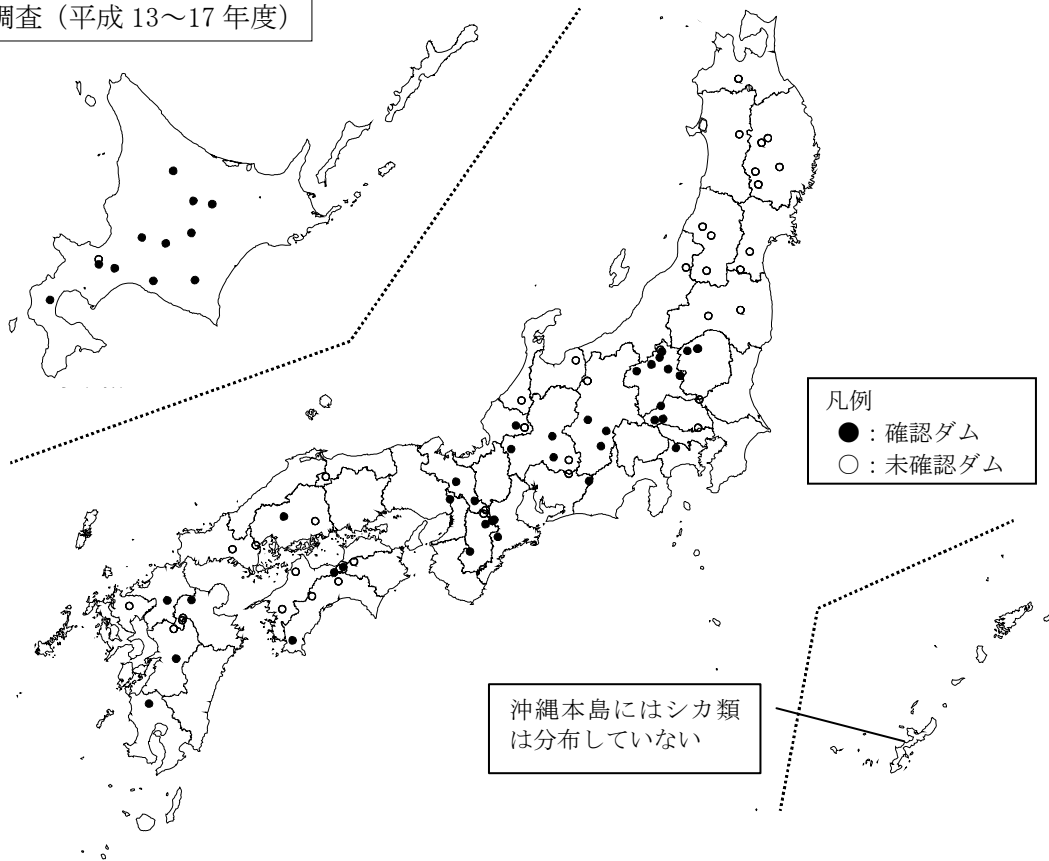 調査（平成 13～17 年度）
凡例
●：確認ダム
○：未確認ダム
沖縄本島にはシカ類
は分布していない